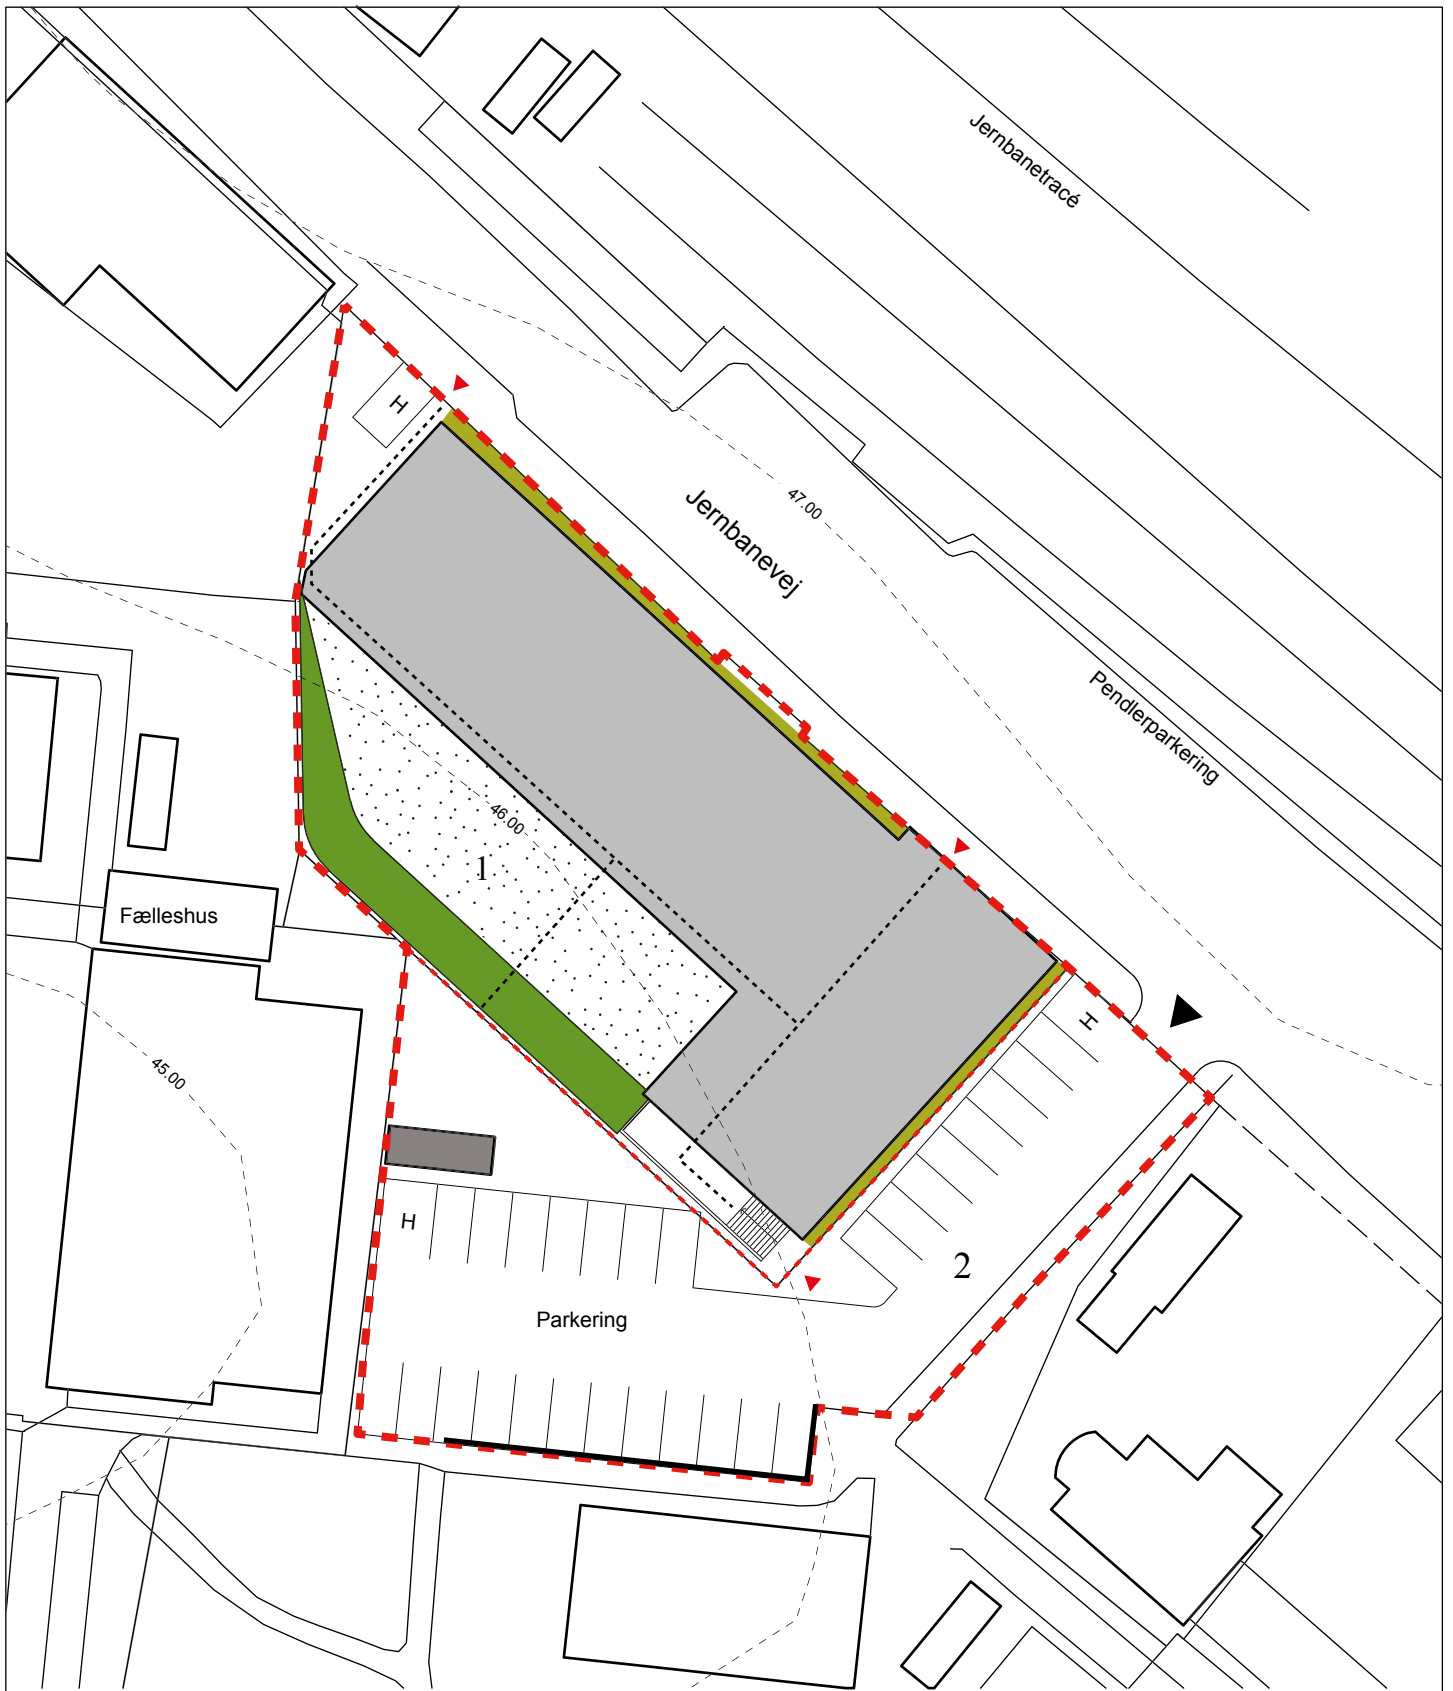 Jernbanetracé
H
47.00
Jernbanevej
Pendlerparkering
46.00
1
Fælleshus
H
45.00
H
2
Parkering